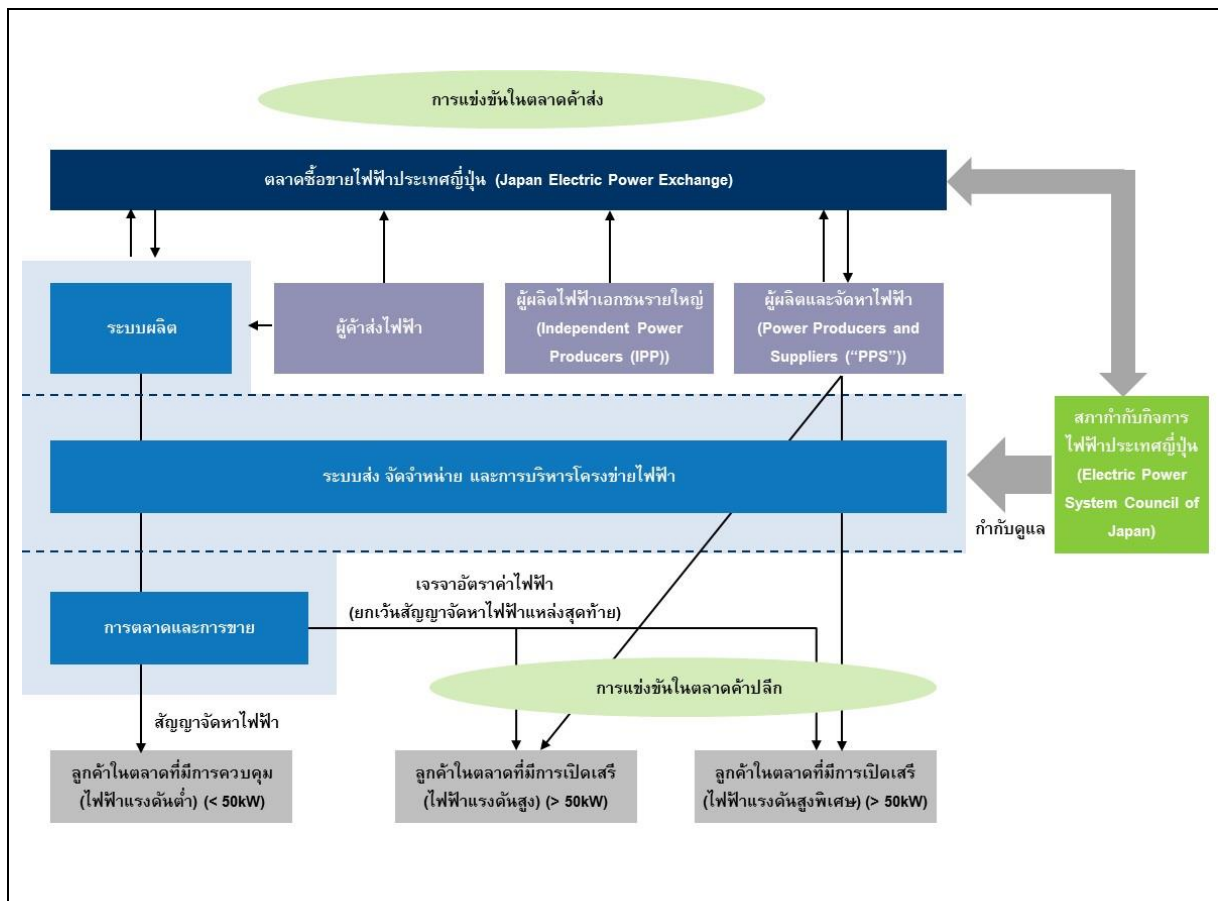 การแข่งขันในตลาดค้าส่ง
ตลาดซื้อขายไฟฟ้าประเทศญี่ปุ่น (Japan Electric Power Exchange)
ระบบผลิต
ผู้ค้าส่งไฟฟ้า
ผู้ผลิตไฟฟ้าเอกชนรายใหญ่
(Independent Power
Producers (IPP))
ผู้ผลิตและจัดหาไฟฟ้า
(Power Producers and
Suppliers (“PPS”))
สภากำกับกิจการ
ไฟฟ้าประเทศญี่ปุ่น
(Electric Power
System Council of
Japan)
ระบบส่ง จัดจำหน่าย และการบริหารโครงข่ายไฟฟ้า
กำกับดูแล
เจรจาอัตราค่าไฟฟ้า
(ยกเว้นสัญญาจัดหาไฟฟ้าแหล่งสุดท้าย)
การตลาดและการขาย
การแข่งขันในตลาดค้าปลีก
สัญญาจัดหาไฟฟ้า
ลูกค้าในตลาดที่มีการควบคุม
(ไฟฟ้าแรงดันต่ำ) (< 50kW)
ลูกค้าในตลาดที่มีการเปิดเสรี
(ไฟฟ้าแรงดันสูง) (> 50kW)
ลูกค้าในตลาดที่มีการเปิดเสรี
(ไฟฟ้าแรงดันสูงพิเศษ) (> 50kW)